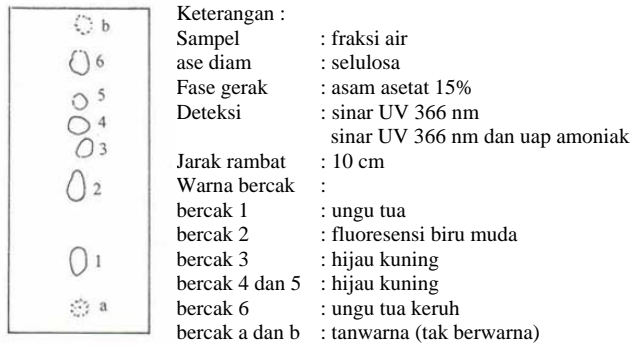 b
6
5
4
3
2
1
a
Keterangan :
Sampel : fraksi air
ase diam : selulosa
Fase gerak : asam asetat 15%
Deteksi : sinar UV 366 nm
sinar UV 366 nm dan uap amoniak
Jarak rambat : 10 cm
Warna bercak :
bercak 1 : ungu tua
bercak 2 : fluoresensi biru muda
bercak 3 : hijau kuning
bercak 4 dan 5 : hijau kuning
bercak 6 : ungu tua keruh
bercak a dan b : tanwarna (tak berwarna)